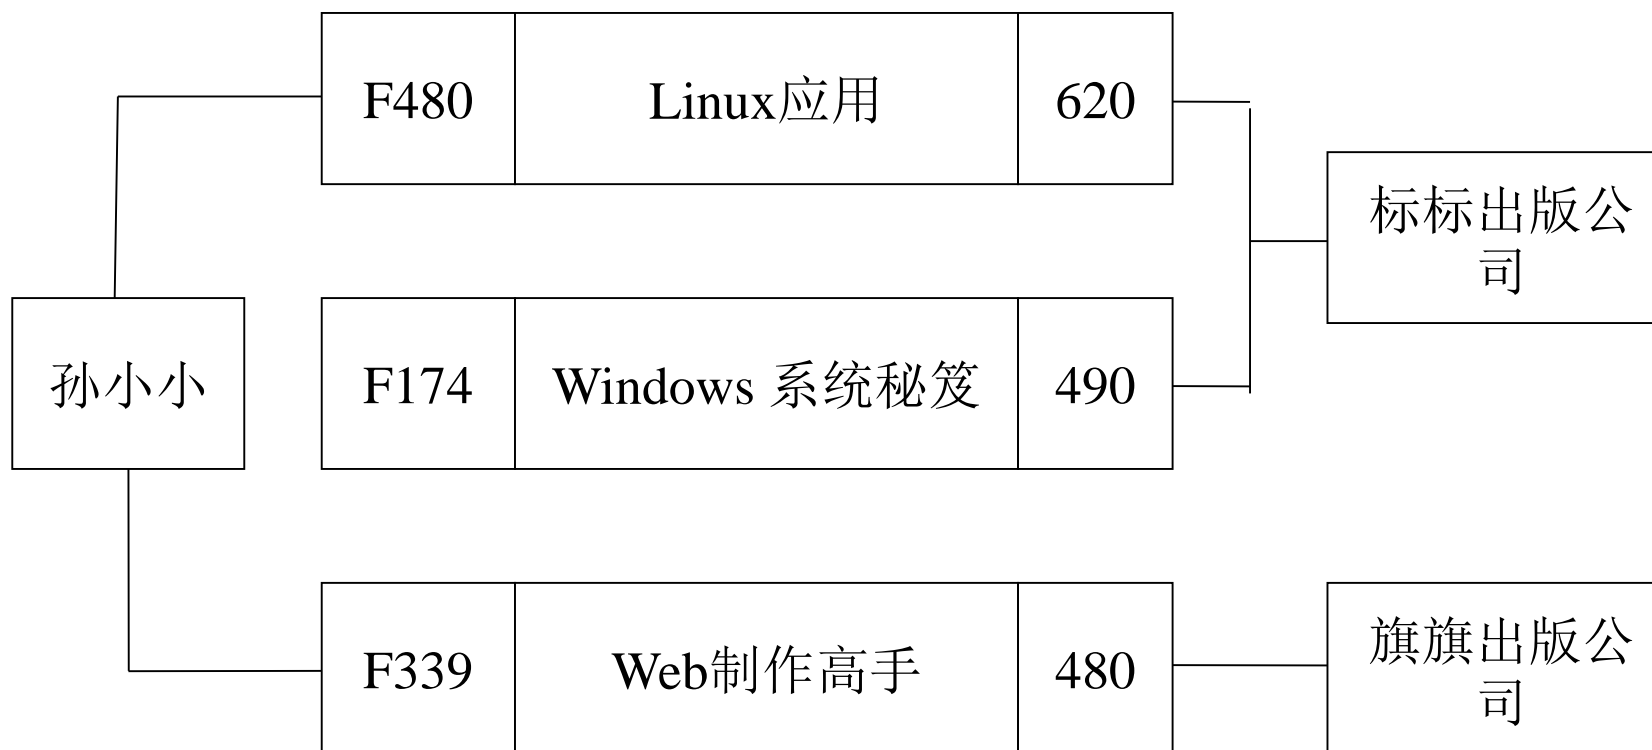 F480 Linux应用 620
标标出版公
司
孙小小 F174 Windows 系统秘笈 490
F339 Web制作高手 480 旗旗出版公
司